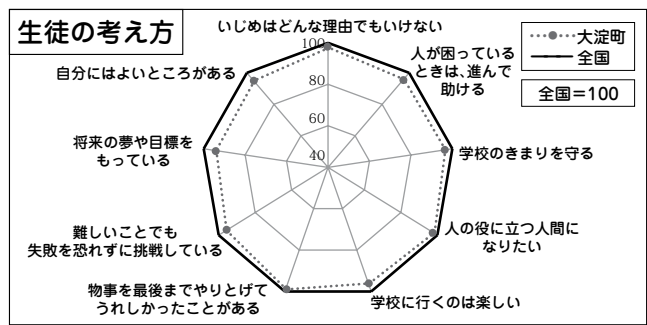 生徒の考え方
いじめはどんな理由でもいけない
大淀町
全国
全国=100
人が困っている
ときは、進んで
助ける
学校のきまりを守る
人の役に立つ人間に
なりたい
学校に行くのは楽しい
物事を最後までやりとげて
うれしかったことがある
難しいことでも
失敗を恐れずに挑戦している
将来の夢や目標を
もっている
自分にはよいところがある
100
80
60
40